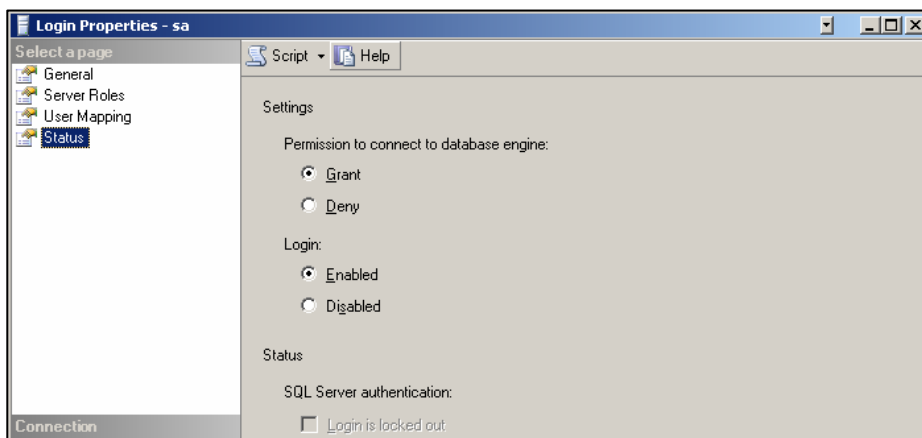 Login Properties - sa
Select a page
General
Server Roles
User Mapping
Status
Connection
Script Help
Settings
Permission to connect to database engine:
Grant
Deny
Login:
Enabled
Disabled
Status
SQL Server authentication:
Login is locked out